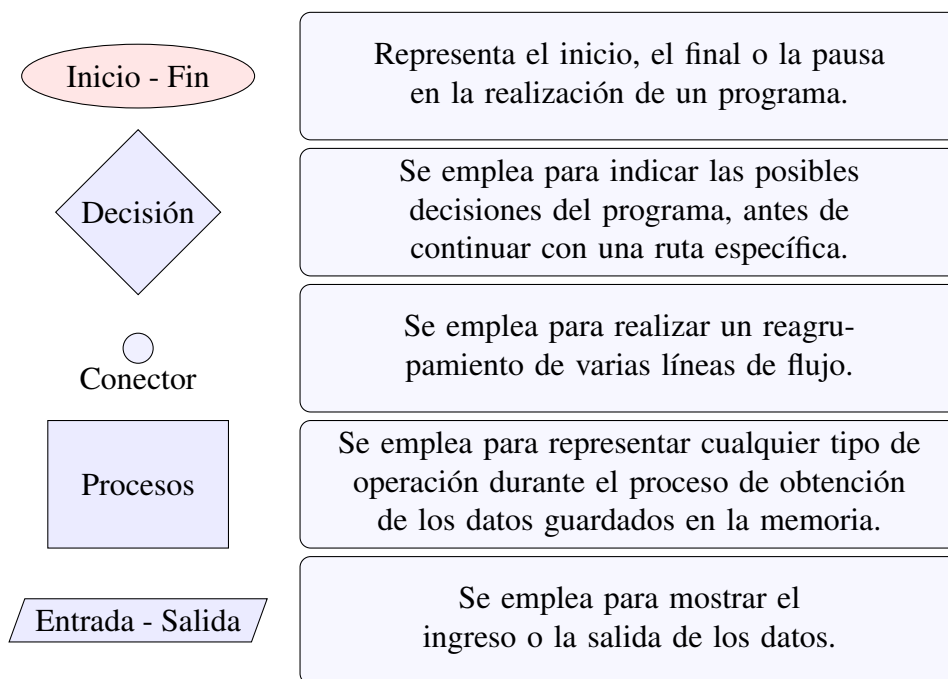 Inicio - Fin
Representa el inicio, el final o la pausa
en la realización de un programa.
Decisión
Se emplea para indicar las posibles
decisiones del programa, antes de
continuar con una ruta específica.
Conector
Se emplea para realizar un reagru-
pamiento de varias líneas de flujo.
Procesos
Se emplea para representar cualquier tipo de
operación durante el proceso de obtención
de los datos guardados en la memoria.
Entrada - Salida
Se emplea para mostrar el
ingreso o la salida de los datos.